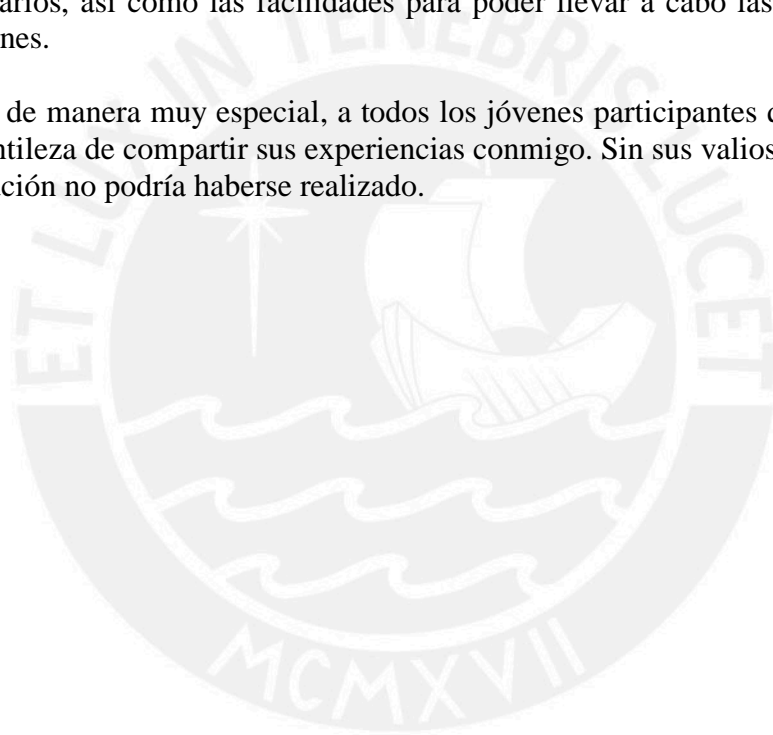 arios, así como las facilidades para poder llevar a cabo las
nes.
de manera muy especial, a todos los jóvenes participantes
ntileza de compartir sus experiencias conmigo. Sin sus valios
ación no podría haberse realizado.
ET LUX IN TENEBRIS LUCET
MCMXVII